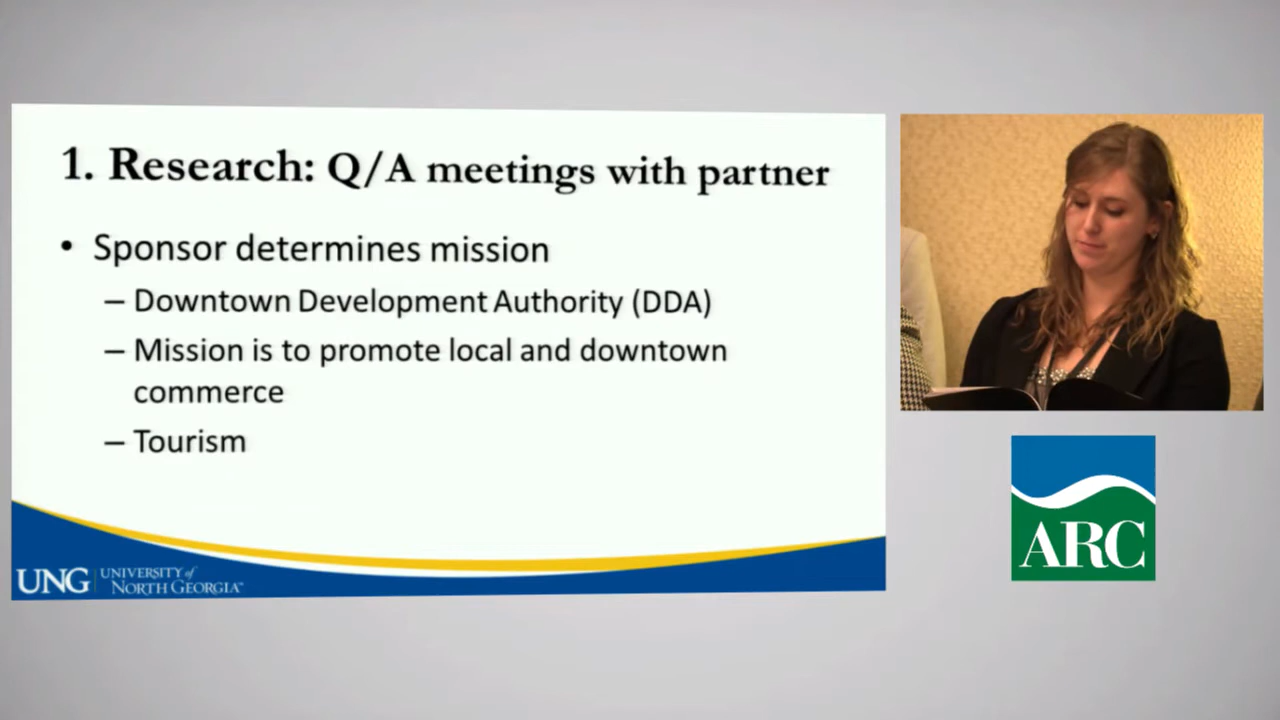 1. Research: Q/A meetings with partner
• Sponsor determines mission
– Downtown Development Authority (DDA)
– Mission is to promote local and downtown
commerce
– Tourism
UNG
UNIVERSITY of
NORTH GEORGIA™
ARC